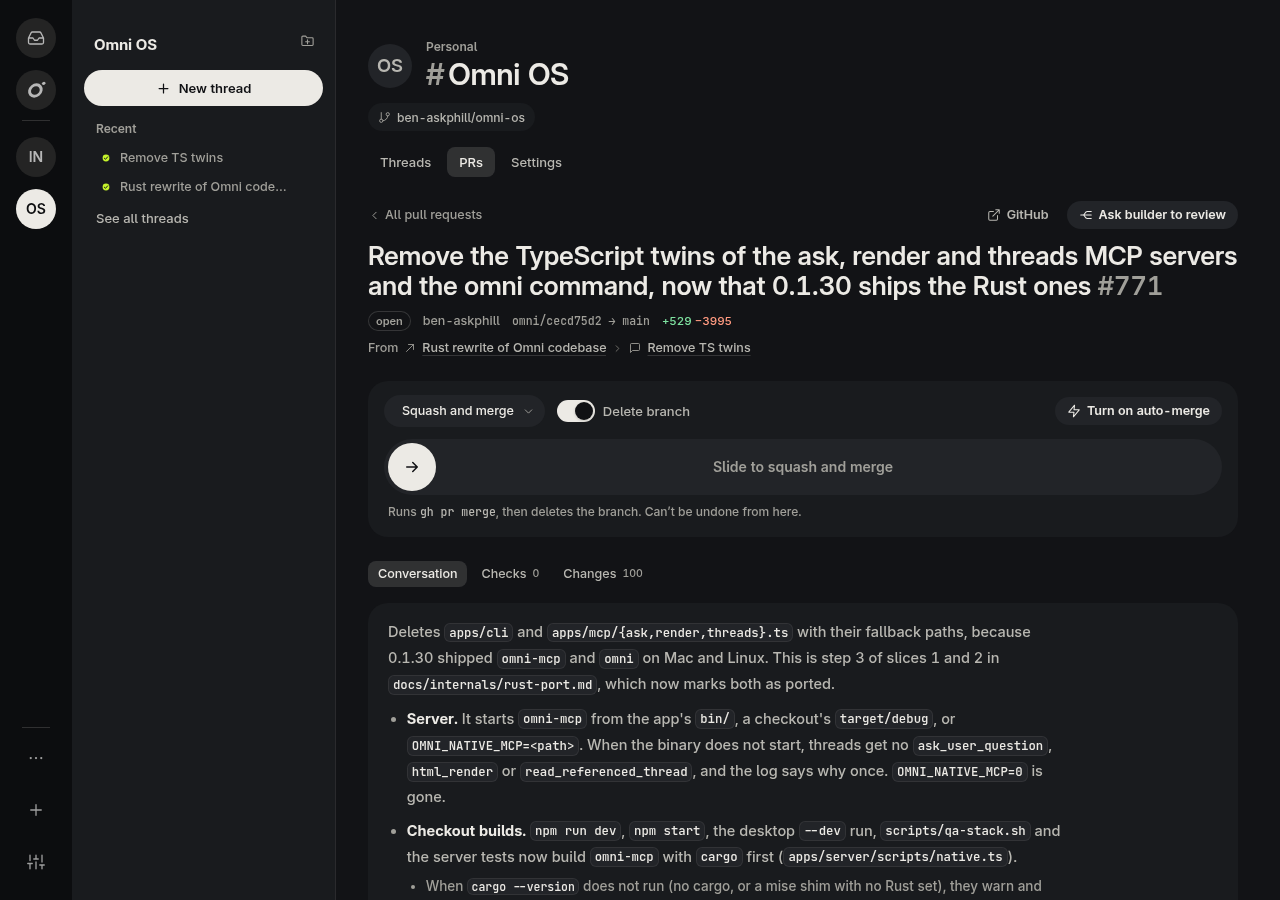 Omni OS
New thread
Recent
Remove TS twins
Rust rewrite of Omni code...
See all threads
IN
OS
OS
Personal
#Omni OS
ben-askphill/omni-os
Threads PRs Settings
All pull requests
GitHub
Ask builder to review
Remove the TypeScript twins of the ask, render and threads MCP servers
and the omni command, now that 0.1.30 ships the Rust ones #771
open ben-askphill omni/cecd75d2 → main +529 −3995
From Rust rewrite of Omni codebase › Remove TS twins
Squash and merge
Delete branch
Turn on auto-merge
Slide to squash and merge
Runs gh pr merge, then deletes the branch. Can’t be undone from here.
Conversation Checks 0 Changes 100
Deletes apps/cli and apps/mcp/{ask,render,threads}.ts with their fallback paths, because
0.1.30 shipped omni-mcp and omni on Mac and Linux. This is step 3 of slices 1 and 2 in
docs/internals/rust-port.md, which now marks both as ported.
• Server. It starts omni-mcp from the app's bin/, a checkout's target/debug, or
OMNI_NATIVE_MCP=<path>. When the binary does not start, threads get no ask_user_question,
html_render or read_referenced_thread, and the log says why once. OMNI_NATIVE_MCP=0 is
gone.
• Checkout builds. npm run dev, npm start, the desktop --dev run, scripts/qa-stack.sh and
the server tests now build omni-mcp with cargo first (apps/server/scripts/native.ts).
• When cargo --version does not run (no cargo, or a mise shim with no Rust set), they warn and